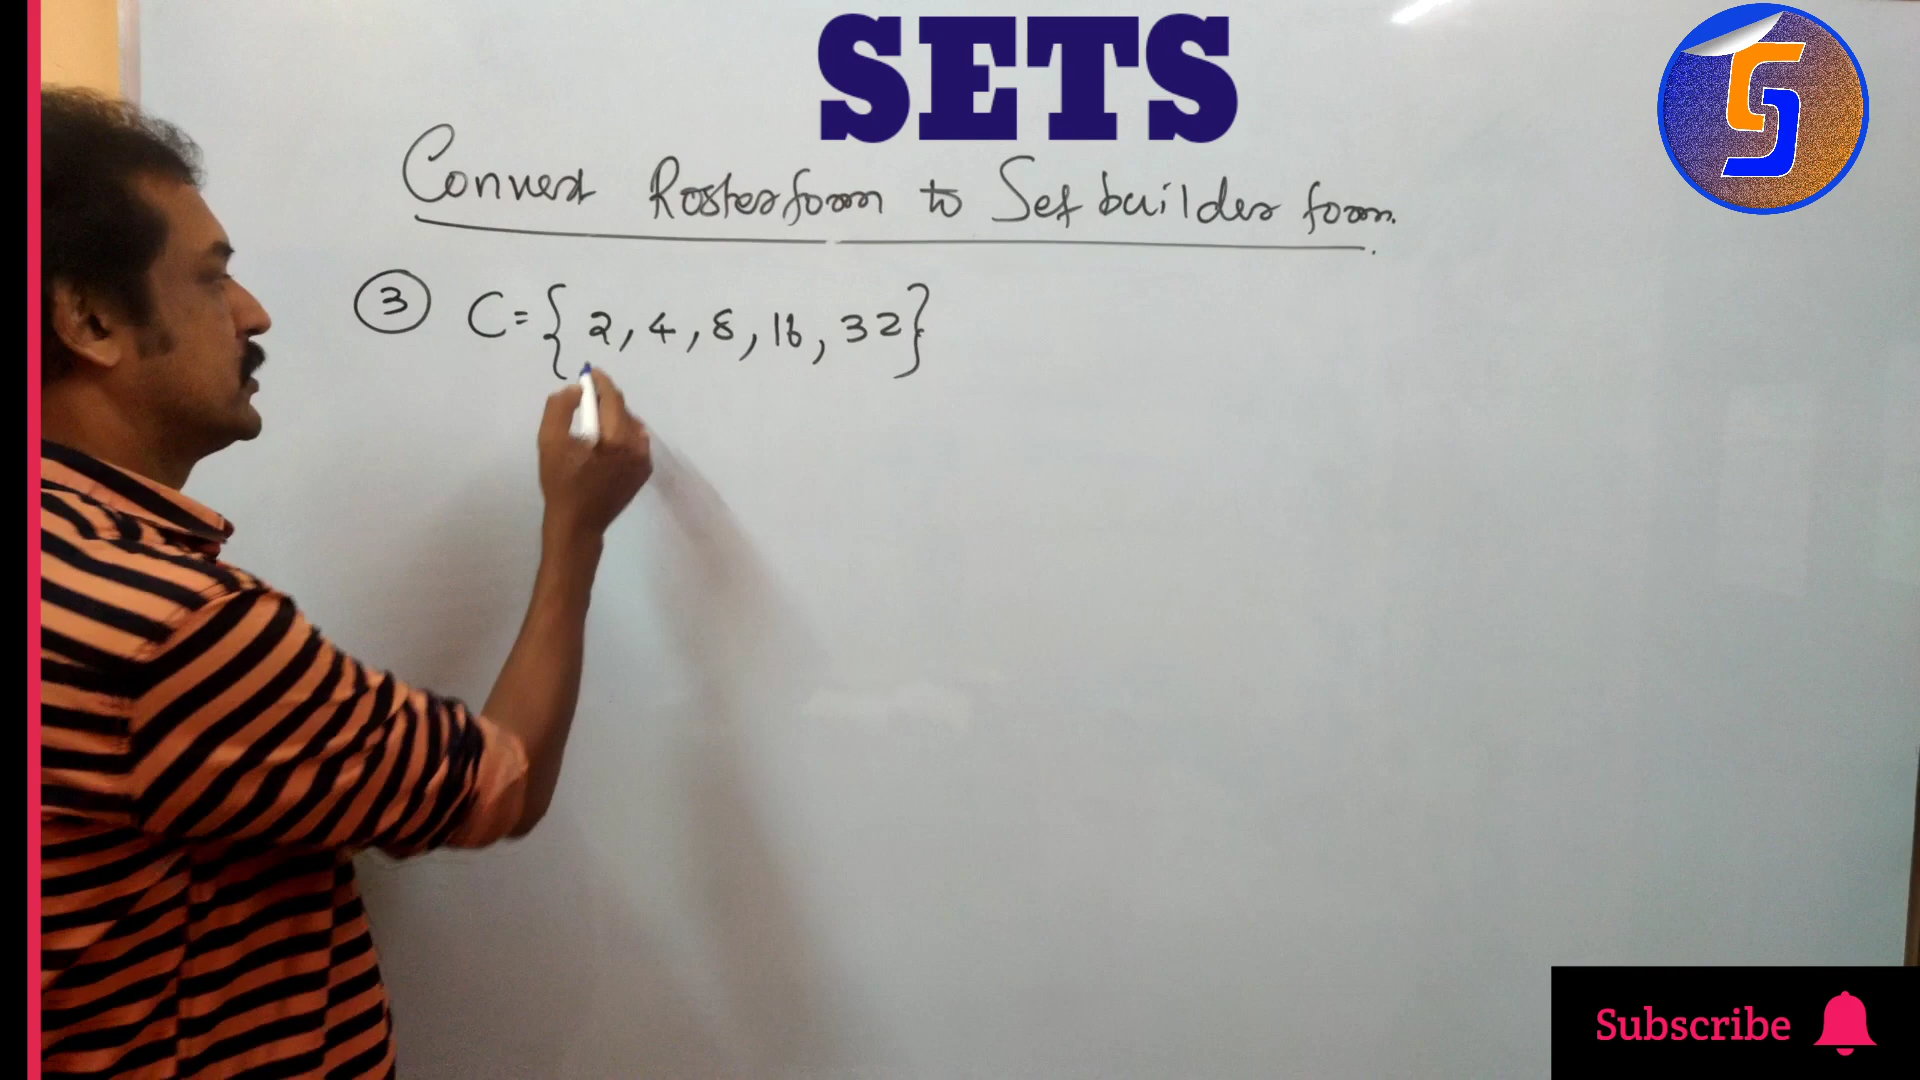 SETS
Convert Roster form to Set builder form.
3 C = { 2, 4, 8, 16, 32 }
Subscribe